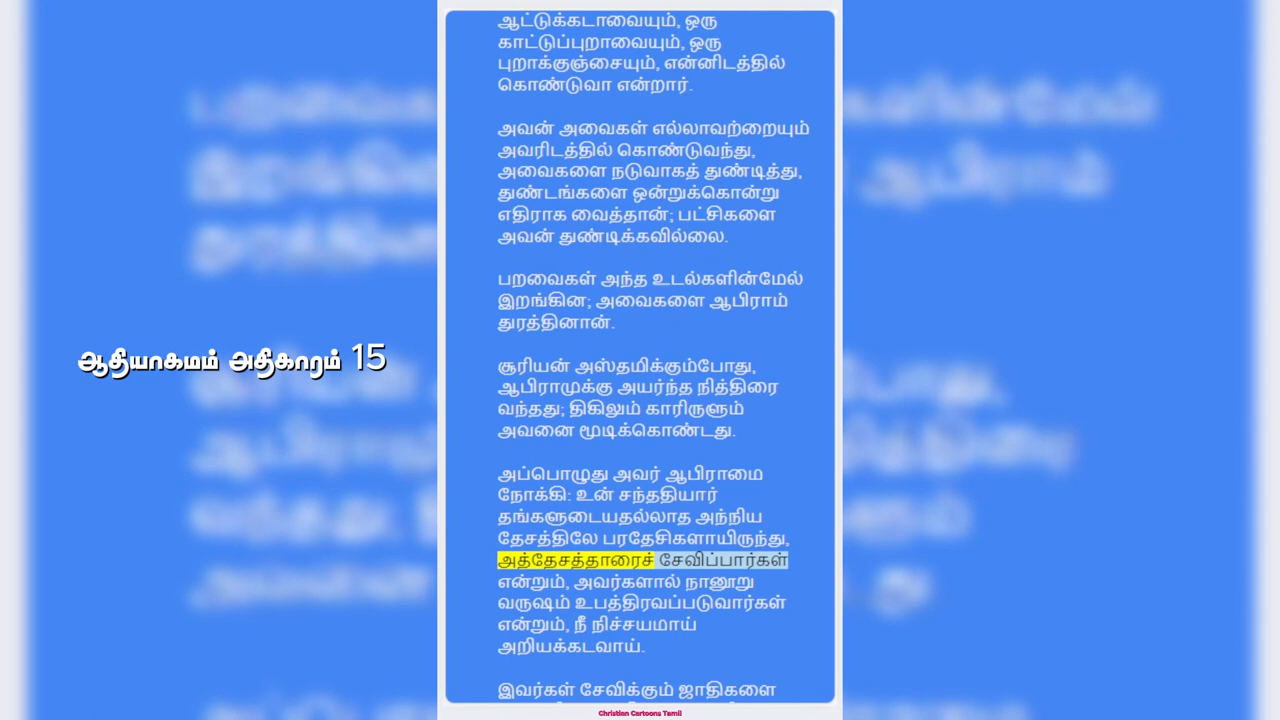 ஆதியாகமம் அதிகாரம் 15
ஆட்டுக்கடாவையும், ஒரு
காட்டுப்புறாவையும், ஒரு
புறாக்குஞ்சையும், என்னிடத்தில்
கொண்டுவா என்றார்.
அவன் அவைகள் எல்லாவற்றையும்
அவரிடத்தில் கொண்டுவந்து,
அவைகளை நடுவாகத் துண்டித்து,
துண்டங்களை ஒன்றுக்கொன்று
எதிராக வைத்தான்; பட்சிகளை
அவன் துண்டிக்கவில்லை.
பறவைகள் அந்த உடல்களின்மேல்
இறங்கின; அவைகளை ஆபிராம்
துரத்தினான்.
சூரியன் அஸ்தமிக்கும்போது,
ஆபிராமுக்கு அயர்ந்த நித்திரை
வந்தது; திகிலும் காரிருளும்
அவனை மூடிக்கொண்டது.
அப்பொழுது அவர் ஆபிராமை
நோக்கி: உன் சந்ததியார்
தங்களுடையதல்லாத அந்நிய
தேசத்திலே பரதேசிகளாயிருந்து,
அத்தேசத்தாரைச் சேவிப்பார்கள்
என்றும், அவர்களால் நானூறு
வருஷம் உபத்திரவப்படுவார்கள்
என்றும், நீ நிச்சயமாய்
அறியக்கடவாய்.
இவர்கள் சேவிக்கும் ஜாதிகளை
Christian Cartoons Tamil